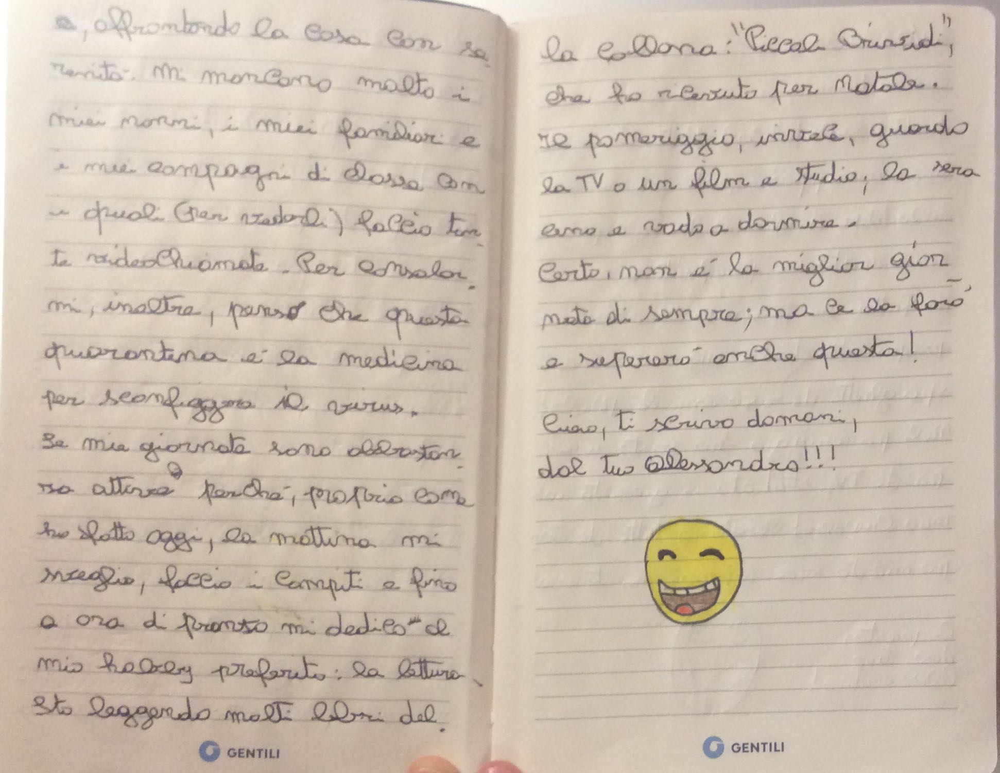 e, affrontando la cosa con se-
renità. Mi mancano molto i
miei nonni, i miei familiari e
i miei compagni di classe con
i quali (per vederli) faccio tan-
te videochiamate. Per consolar-
mi, inoltre, penso che questa
quarantena è la medicina
per sconfiggere il virus.
Le mie giornate sono abbastan-
za attive perché, proprio come
ho fatto oggi, la mattina mi
sveglio, faccio i compiti e fino
a ora di pranzo mi dedico al
mio hobby preferito: la lettura.
Sto leggendo molti libri del-
GENTILI
la collana: "Piccoli Brividi",
che ho ricevuto per Natale.
Il pomeriggio, invece, guardo
la TV o un film e studio; la sera
ceno e vado a dormire.
Certo, non è la miglior gior-
nata di sempre; ma ce la farò
e supererò anche questa!
Ciao, ti scrivo domani,
dal tuo Alessandro!!!
GENTILI